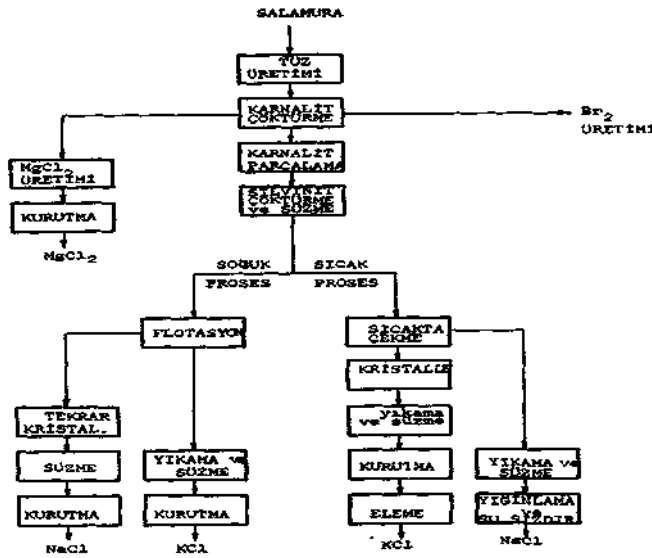 SALAMURA
TUZ
ÜRETİMİ
KARNALİT
ÇÖKTÜRME
Br2
ÜRETİMİ
KARNALİT
PARÇALAMA
MgCl2
ÜRETİMİ
SİLVİNİT
ÇÖKTÜRME
ve SÜZME
KURUTMA
MgCl2
SOĞUK
PROSES
SICAK
PROSES
FLOTASYON
SICAKTA
ÇEKME
KRİSTALLE
TEKRAR
KRİSTAL.
yıkama
ve süzme
SÜZME
YIKAMA ve
SÜZME
KURUTMA
YIKAMA ve
SÜZME
KURUTMA
KURUTMA
ELEME
YIĞINLAMA
ve
SU SIZDIR
NaCl
KCl
KCl
NaCl